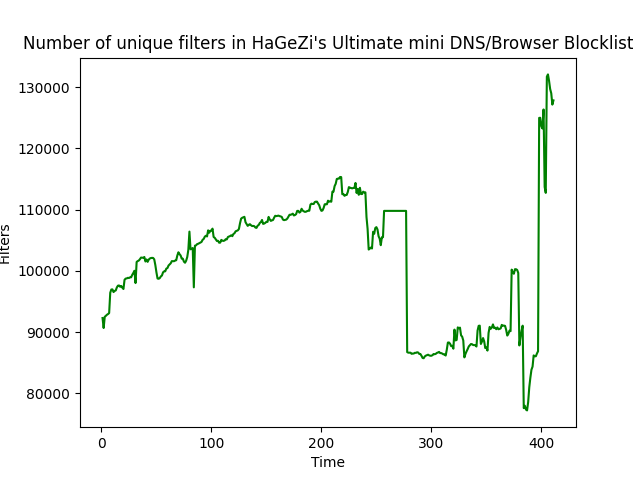 Number of unique filters in HaGeZi's Ultimate mini DNS/Browser Blocklist
130000
120000
110000
100000
90000
80000
Filters
0 100 200 300 400
Time